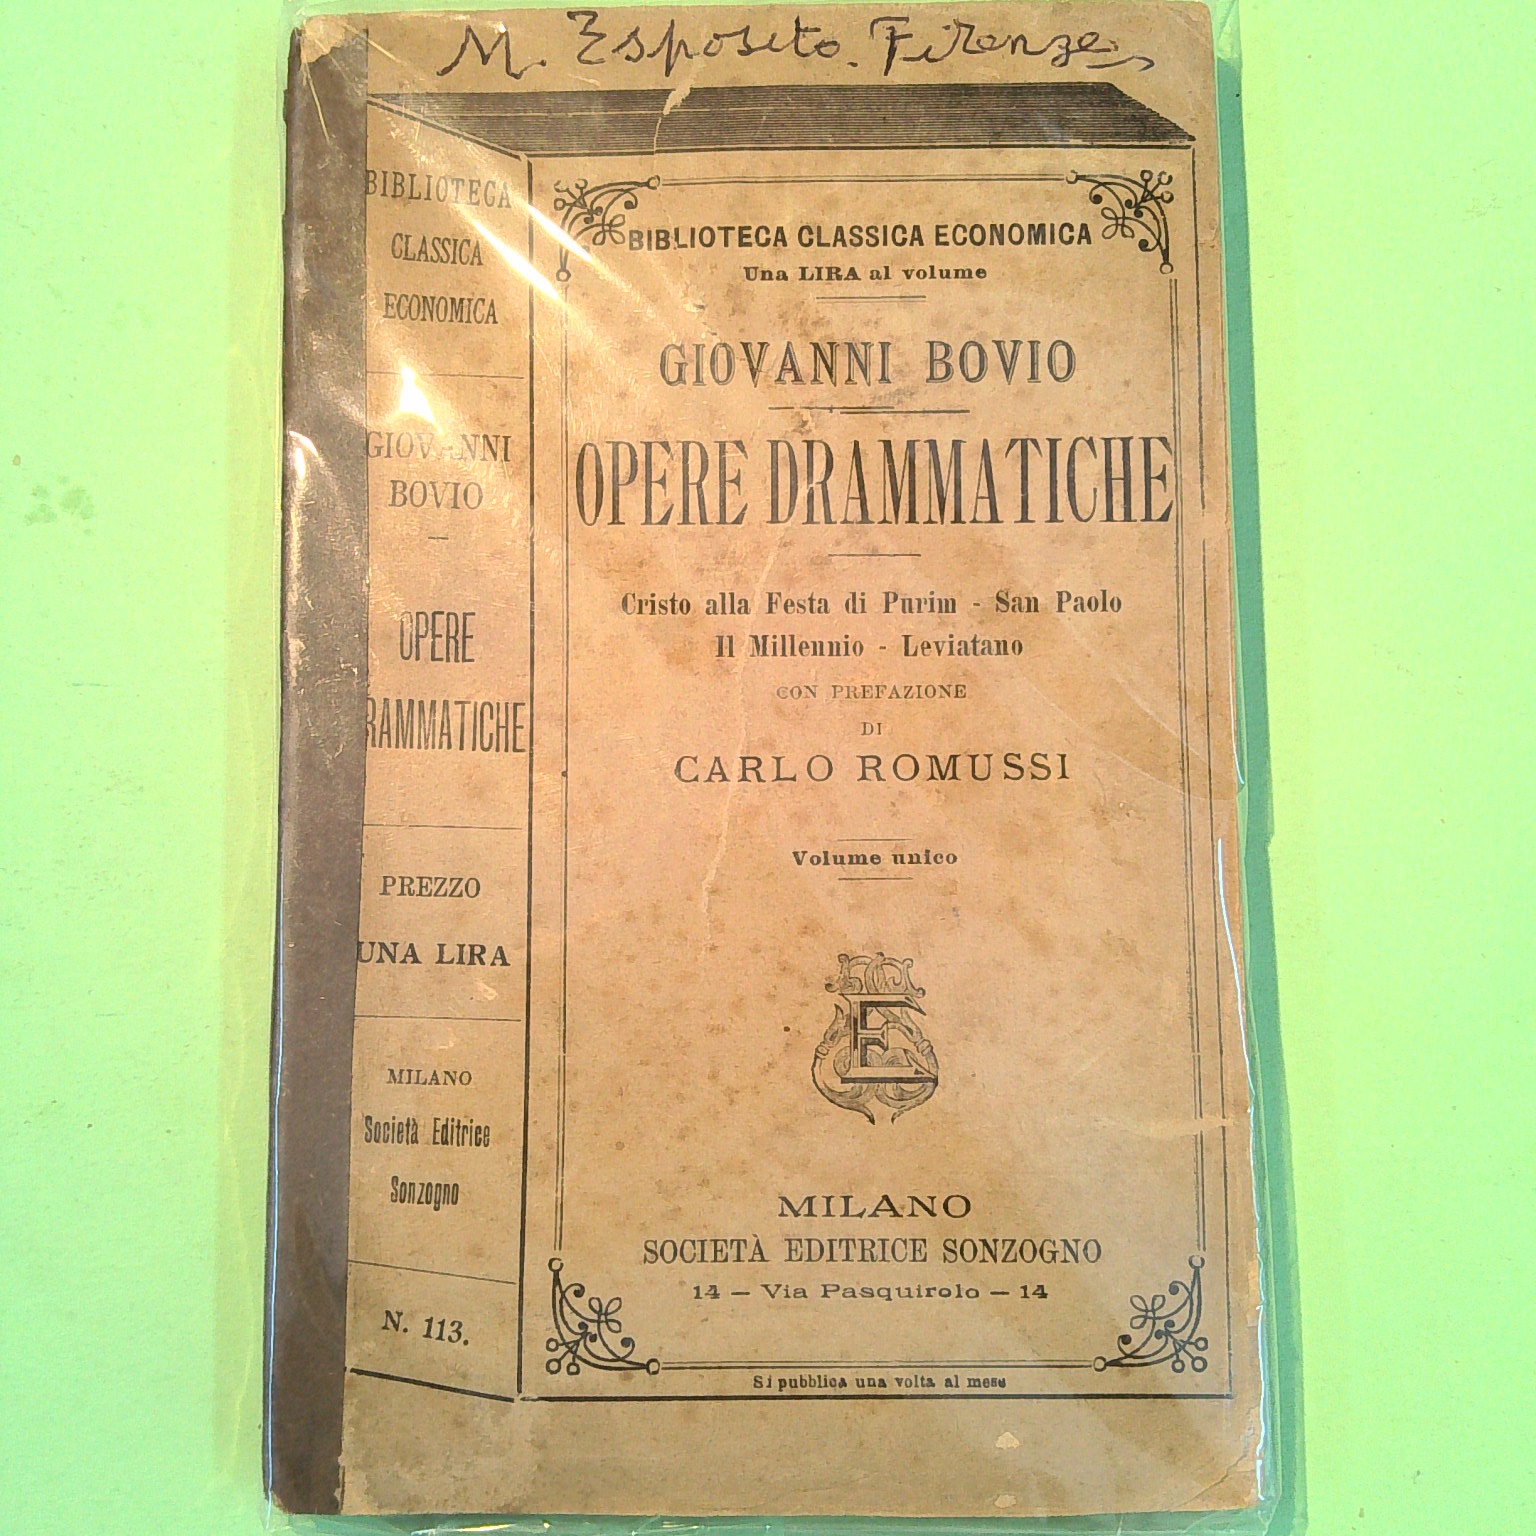 M. Esposito. Firenze
BIBLIOTECA
CLASSICA
ECONOMICA
GIOVANNI
BOVIO
OPERE
RAMMATICHE
PREZZO
UNA LIRA
MILANO
Società Editrice
Sonzogno
N. 113.
BIBLIOTECA CLASSICA ECONOMICA
Una LIRA al volume
GIOVANNI BOVIO
OPERE DRAMMATICHE
Cristo alla Festa di Purim - San Paolo
Il Millennio - Leviatano
CON PREFAZIONE
DI
CARLO ROMUSSI
Volume unico
E
MILANO
SOCIETÀ EDITRICE SONZOGNO
14 — Via Pasquirolo — 14
Si pubblica una volta al mese